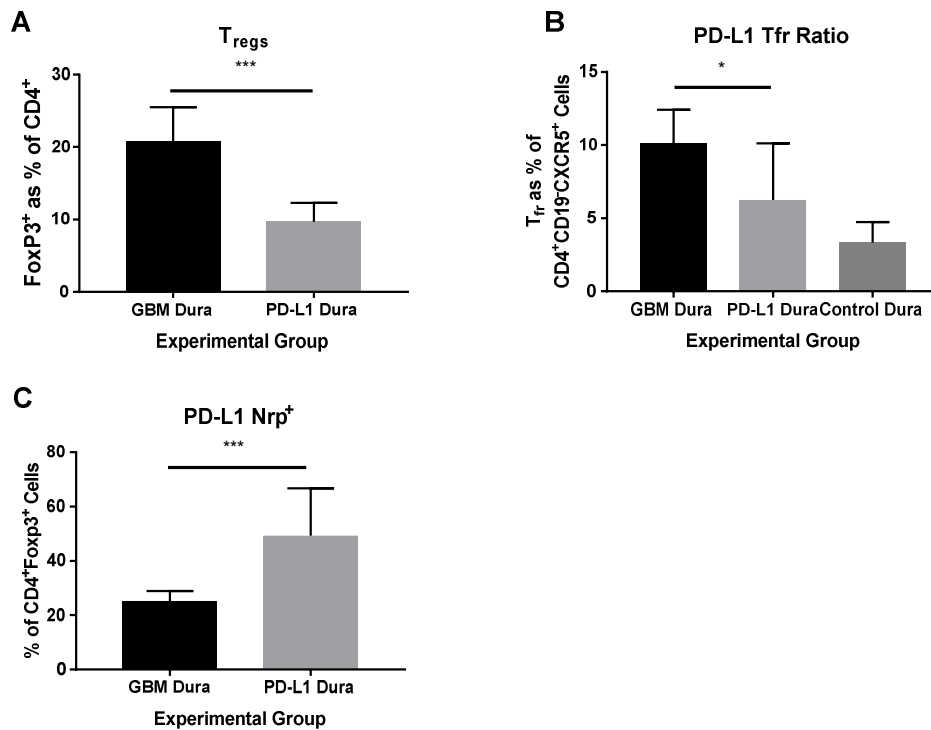 A
T_regs
***
FoxP3⁺ as % of CD4⁺
30
20
10
0
GBM Dura
PD-L1 Dura
Experimental Group
B
PD-L1 Tfr Ratio
*
T_fr as % of
CD4⁺CD19⁻CXCR5⁺ Cells
15
10
5
0
GBM Dura
PD-L1 Dura
Control Dura
Experimental Group
C
PD-L1 Nrp⁺
***
% of CD4⁺Foxp3⁺ Cells
80
60
40
20
0
GBM Dura
PD-L1 Dura
Experimental Group